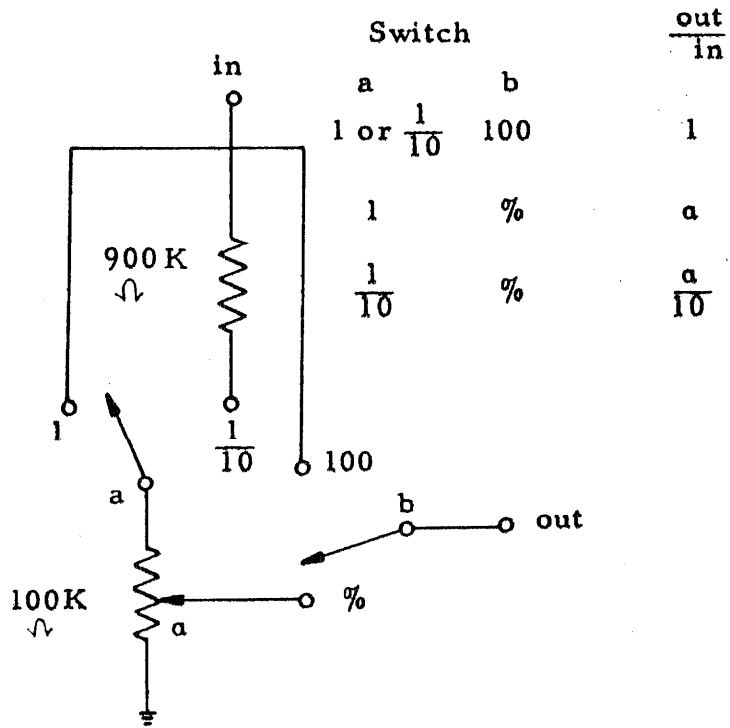 Switch
out
in
in
a b
1 or 1/10 100 1
1 % a
900 K
Ω
1/10 % a/10
1
1/10
100
a
b
out
100K
Ω
a
%